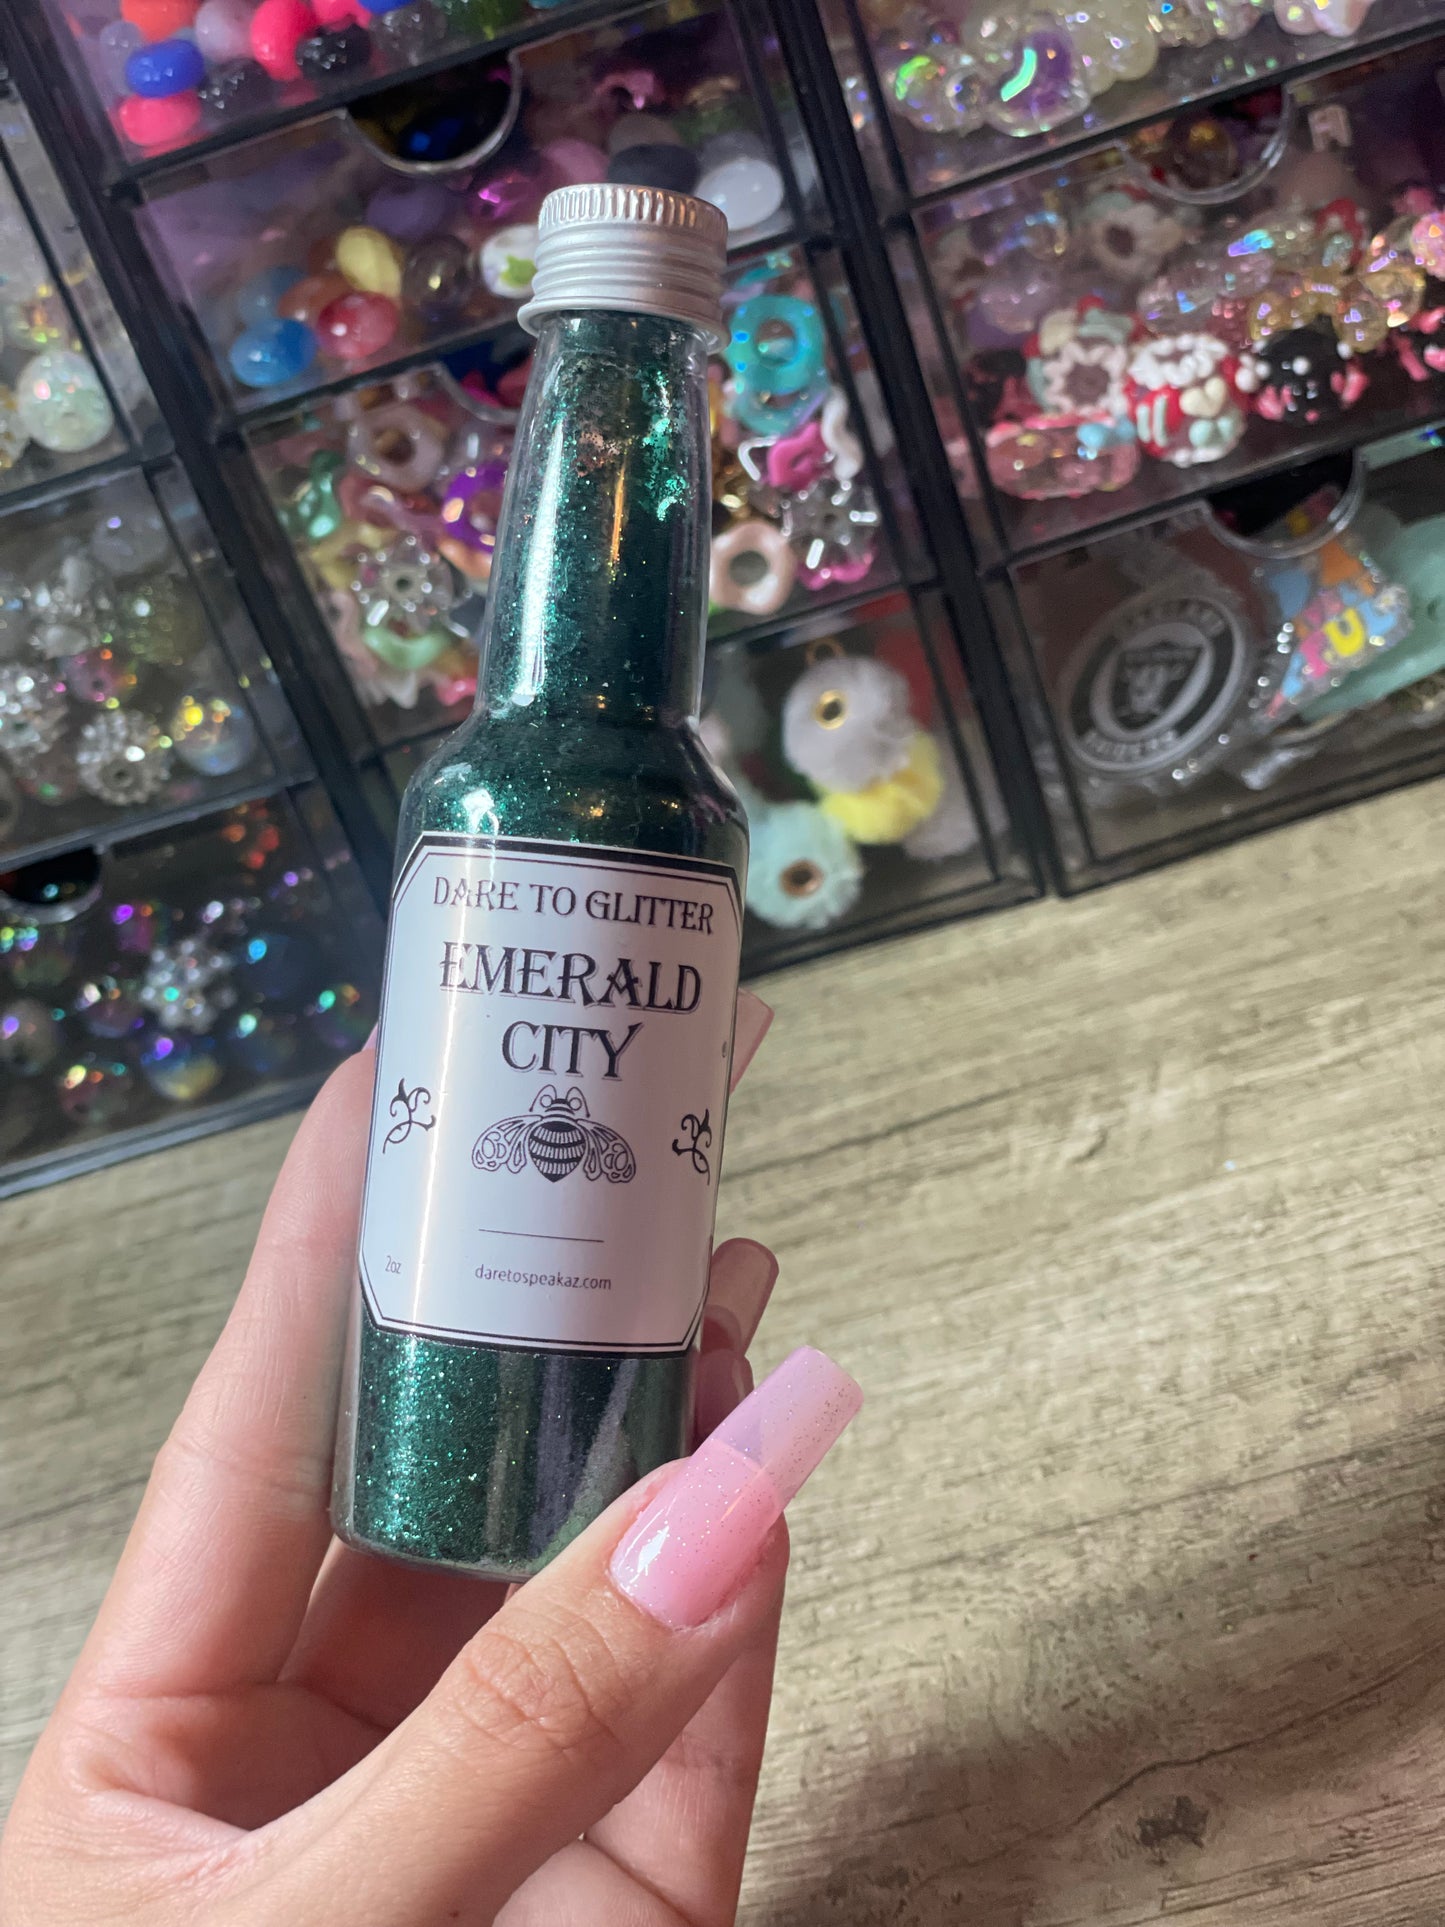 DARE TO GLITTER
EMERALD
CITY
2oz
daretospeakaz.com